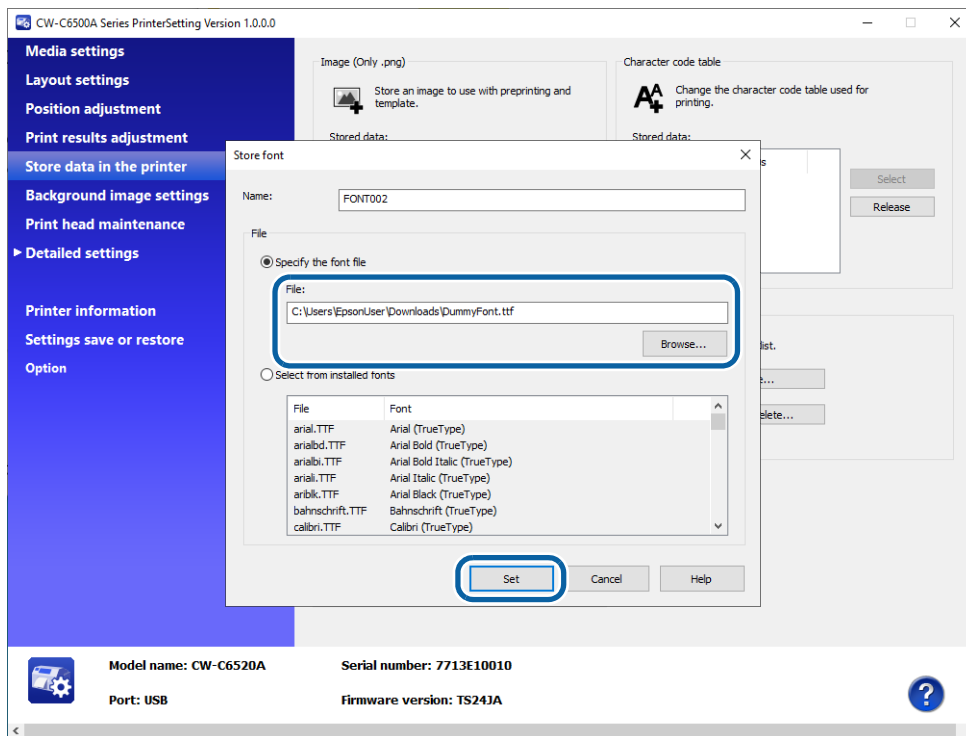 CW-C6500A Series PrinterSetting Version 1.0.0.0
Media settings
Layout settings
Position adjustment
Print results adjustment
Store data in the printer
Background image settings
Print head maintenance
Detailed settings
Printer information
Settings save or restore
Option
Image (Only .png)
Store an image to use with preprinting and
template.
Stored data:
Character code table
Change the character code table used for
printing.
Stored data:
Select
Release
list.
Store font
Name:
FONT002
File
Specify the font file
File:
C:\Users\EpsonUser\Downloads\DummyFont.ttf
Browse...
Select from installed fonts
File Font
arial.TTF Arial (TrueType)
arialbd.TTF Arial Bold (TrueType)
arialbi.TTF Arial Bold Italic (TrueType)
ariali.TTF Arial Italic (TrueType)
ariblk.TTF Arial Black (TrueType)
bahnschrift.TTF Bahnschrift (TrueType)
calibri.TTF Calibri (TrueType)
Set Cancel Help
Model name: CW-C6520A Serial number: 7713E10010
Port: USB Firmware version: TS24JA